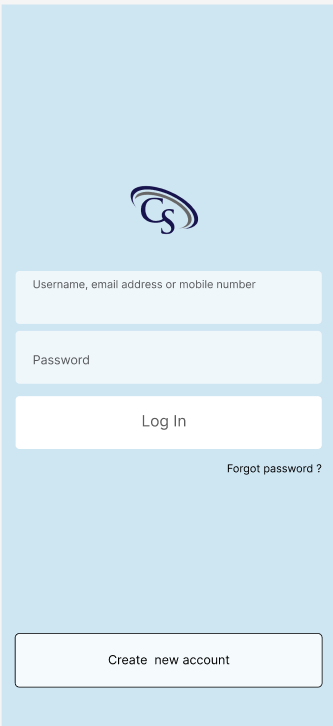 CS
Username, email address or mobile number
Password
Log In
Forgot password ?
Create  new account